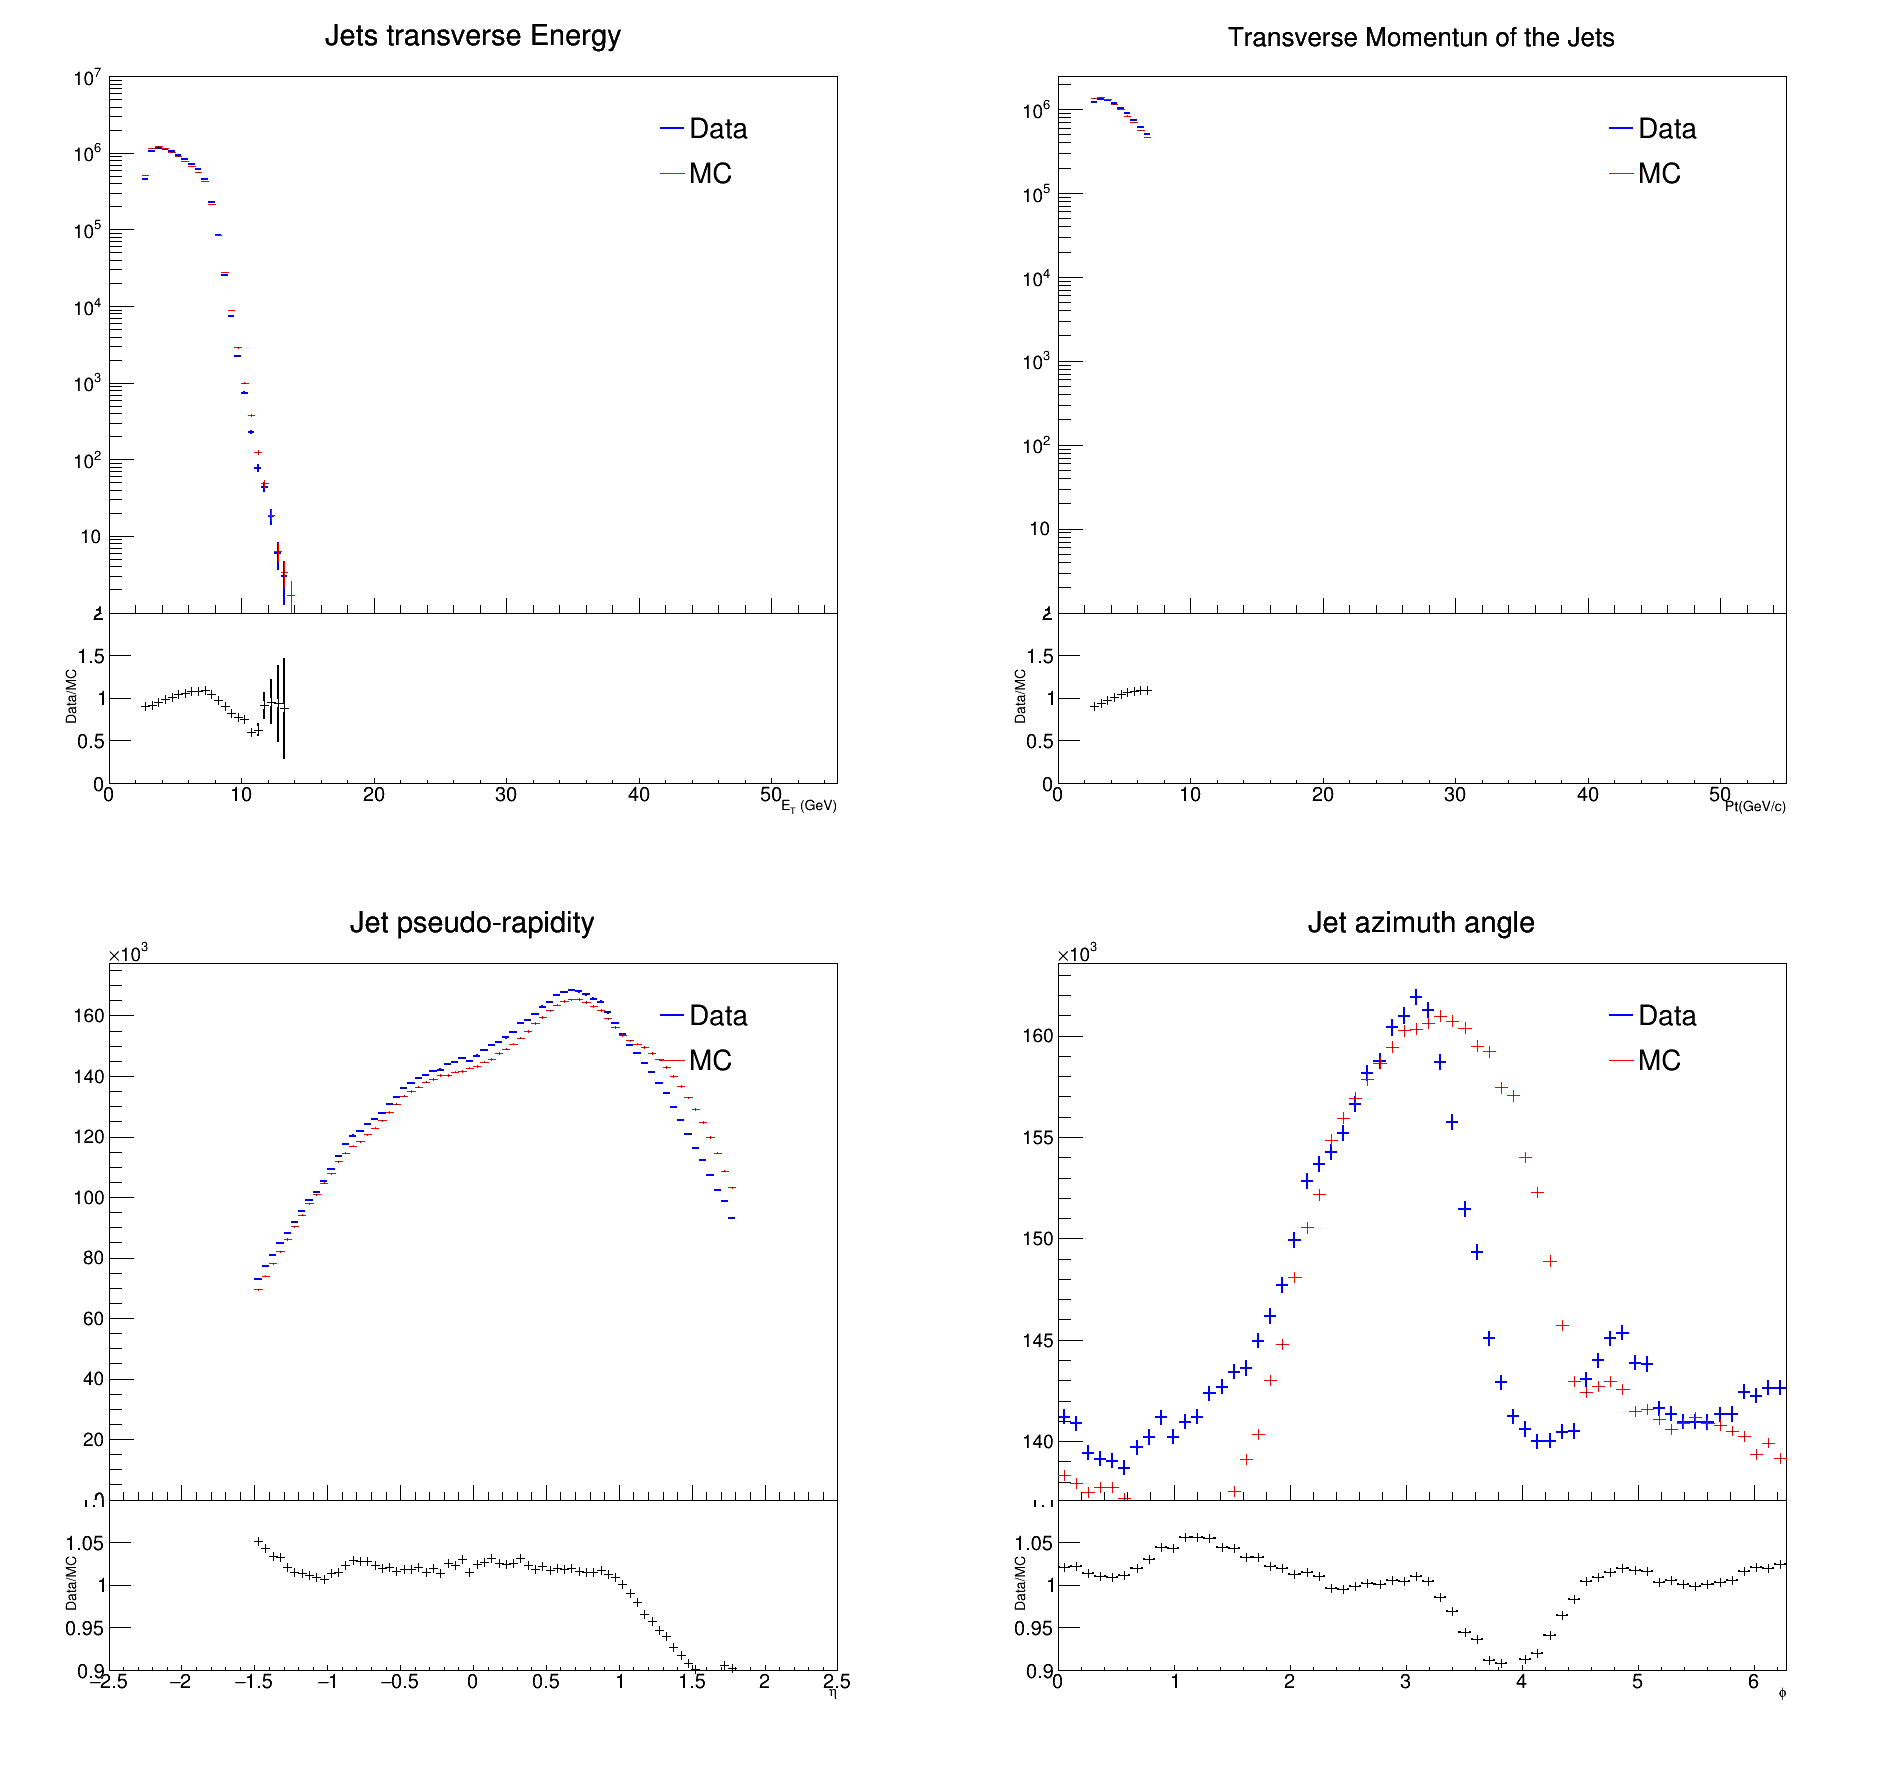 Jets transverse Energy
10^7
10^6
10^5
10^4
10^3
10^2
10
Data
MC
2
1.5
1
0.5
0
Data/MC
0 10 20 30 40 50
E_T (GeV)
Transverse Momentun of the Jets
10^6
10^5
10^4
10^3
10^2
10
Data
MC
2
1.5
1
0.5
0
Data/MC
0 10 20 30 40 50
Pt(GeV/c)
Jet pseudo-rapidity
×10^3
160
140
120
100
80
60
40
20
Data
MC
1.05
1
0.95
0.9
Data/MC
−2.5 −2 −1.5 −1 −0.5 0 0.5 1 1.5 2 2.5
η
Jet azimuth angle
×10^3
160
155
150
145
140
Data
MC
1.05
1
0.95
0.9
Data/MC
0 1 2 3 4 5 6
ϕ